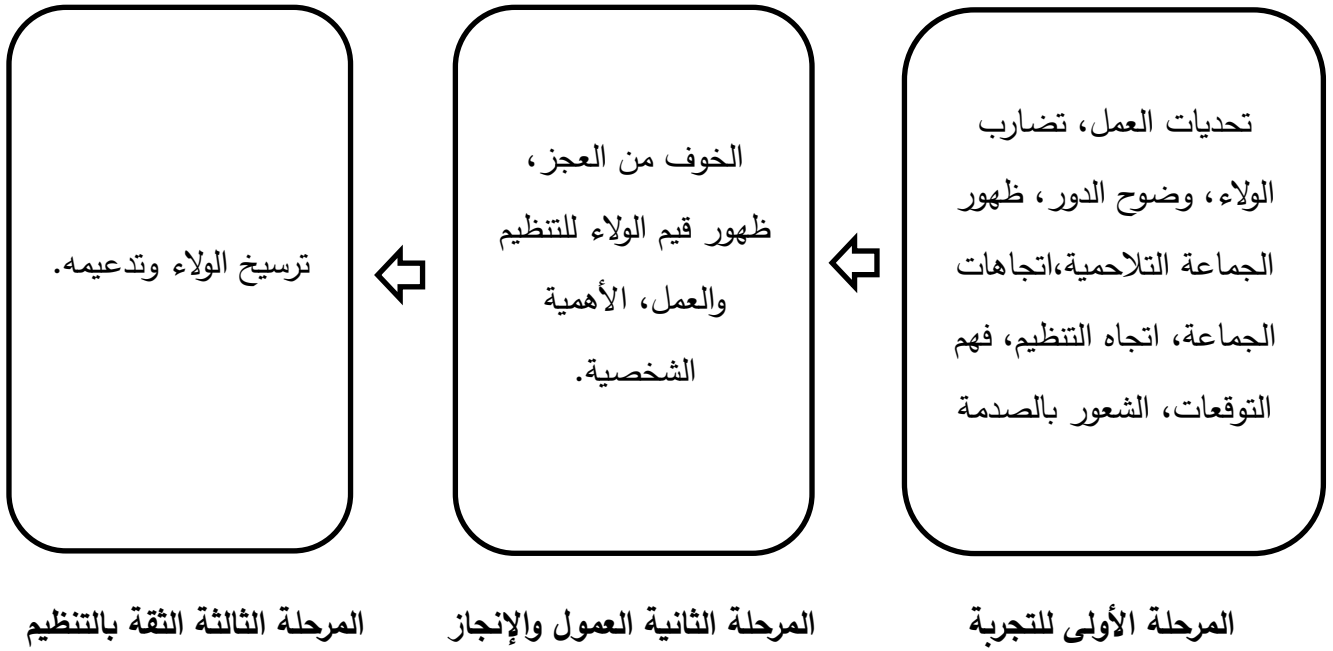 تحديات العمل، تضارب
الولاء، وضوح الدور، ظهور
الجماعة التلاحمية،اتجاهات
الجماعة، اتجاه التنظيم، فهم
التوقعات، الشعور بالصدمة
الخوف من العجز،
ظهور قيم الولاء للتنظيم
والعمل، الأهمية
الشخصية.
ترسيخ الولاء وتدعيمه.
المرحلة الأولى للتجربة
المرحلة الثانية العمول والإنجاز
المرحلة الثالثة الثقة بالتنظيم